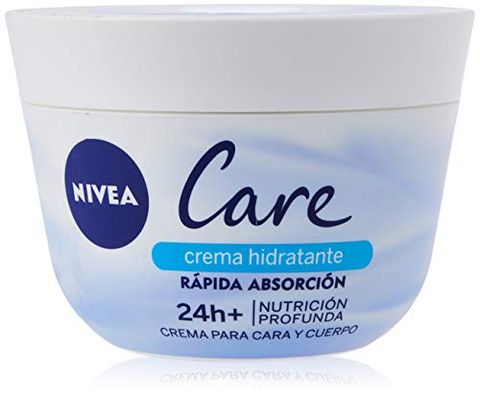 NIVEA
Care
crema hidratante
RÁPIDA ABSORCIÓN
24h+ NUTRICIÓN
PROFUNDA
CREMA PARA CARA Y CUERPO